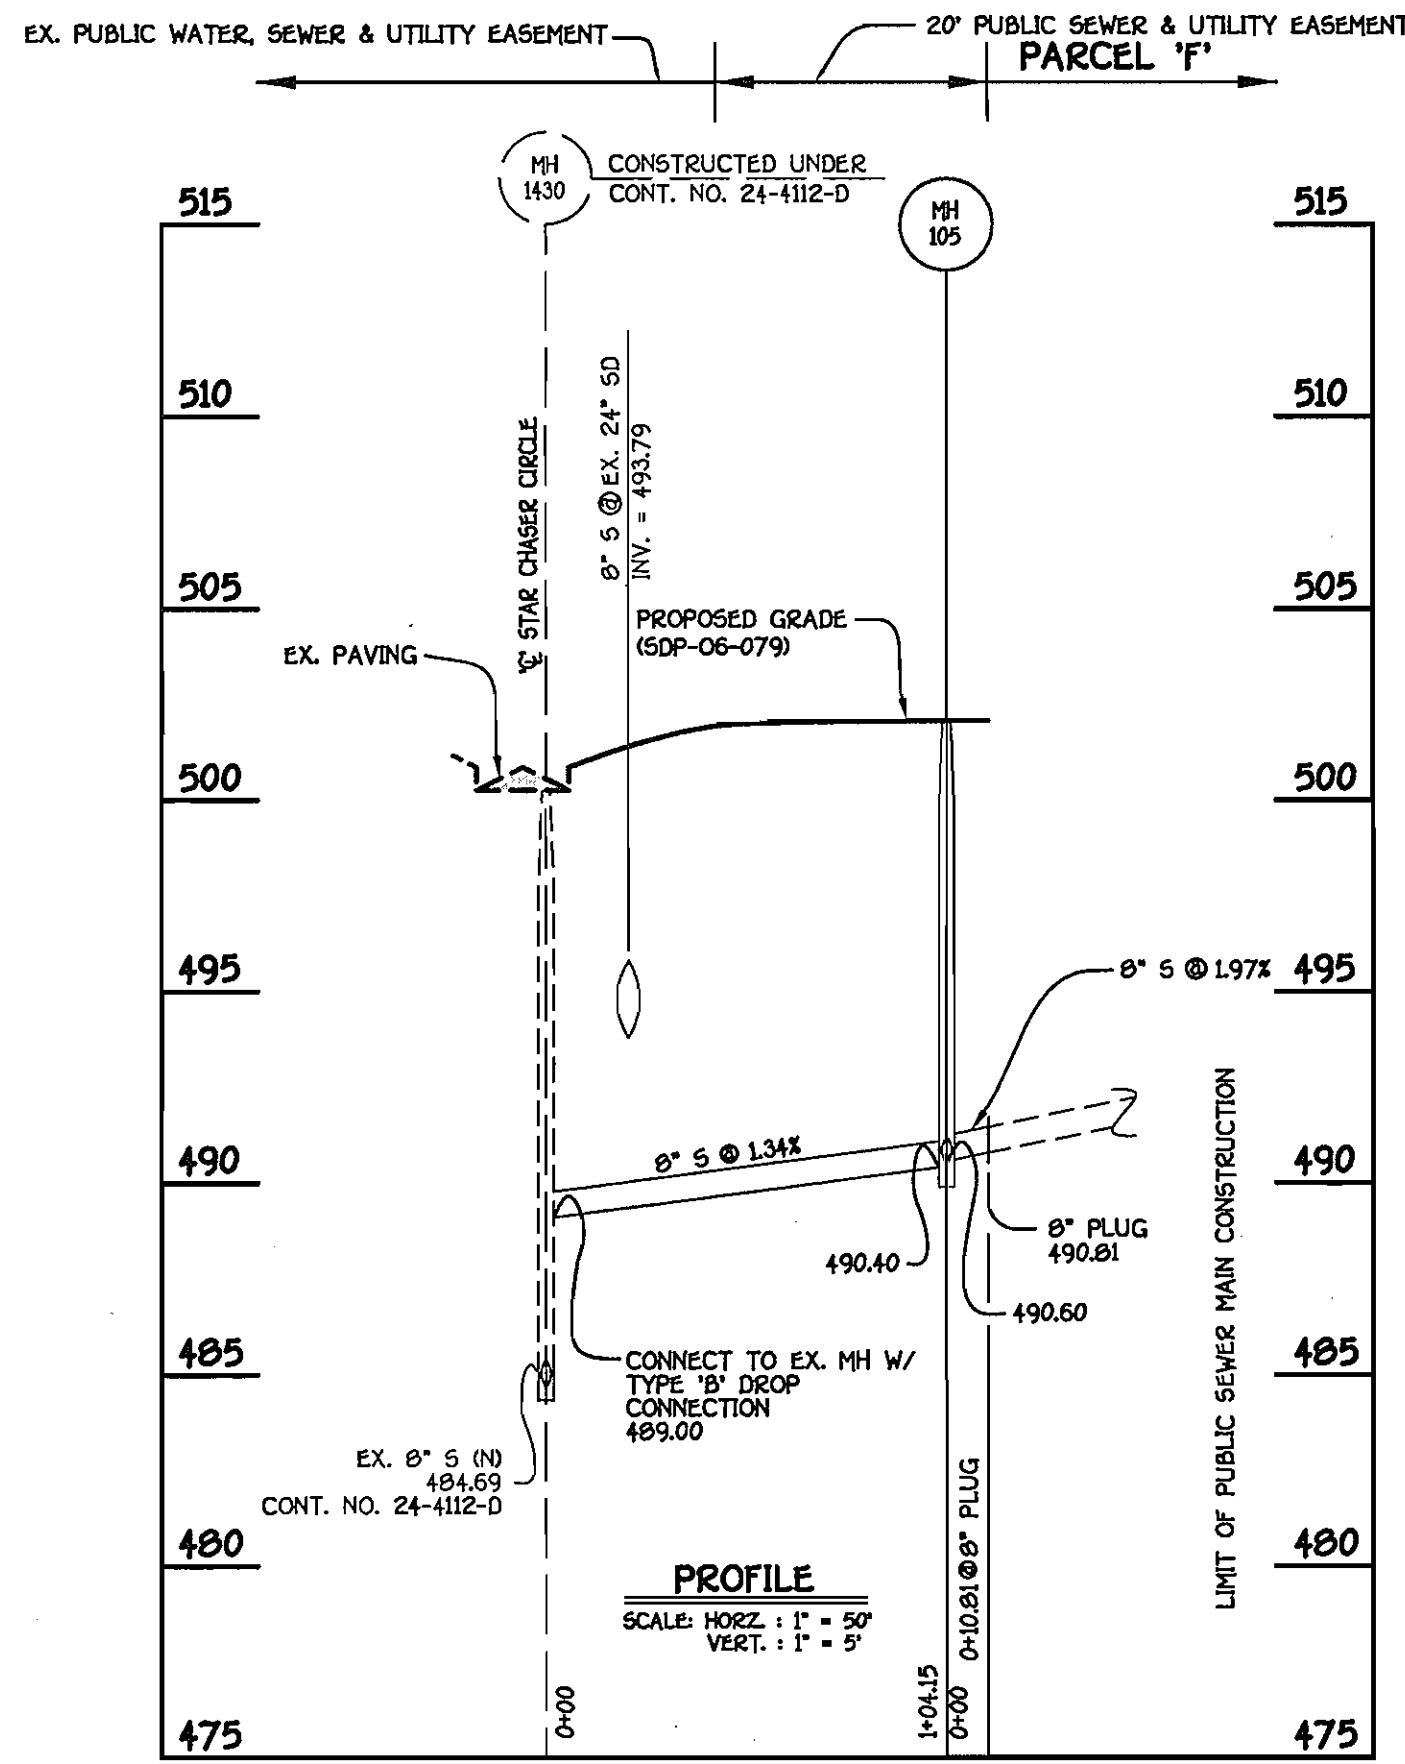 EX. PUBLIC WATER, SEWER & UTILITY EASEMENT
20' PUBLIC SEWER & UTILITY EASEMENT
PARCEL 'F'
MH
1430
CONSTRUCTED UNDER
CONT. NO. 24-4112-D
MH
105
515
515
510
510
℄ STAR CHASER CIRCLE
8" S @ EX. 24" SD
INV. = 493.79
505
505
PROPOSED GRADE
(SDP-06-079)
EX. PAVING
500
500
495
8" S @ 1.97%
495
490
8" S @ 1.34%
490
490.40
8" PLUG
490.81
490.60
LIMIT OF PUBLIC SEWER MAIN CONSTRUCTION
485
485
CONNECT TO EX. MH W/
TYPE 'B' DROP
CONNECTION
489.00
EX. 8" S (N)
484.69
CONT. NO. 24-4112-D
480
480
PROFILE
SCALE: HORZ. : 1" = 50'
VERT. : 1" = 5'
0+00
1+04.15
0+00
0+10.81 @ 8" PLUG
475
475